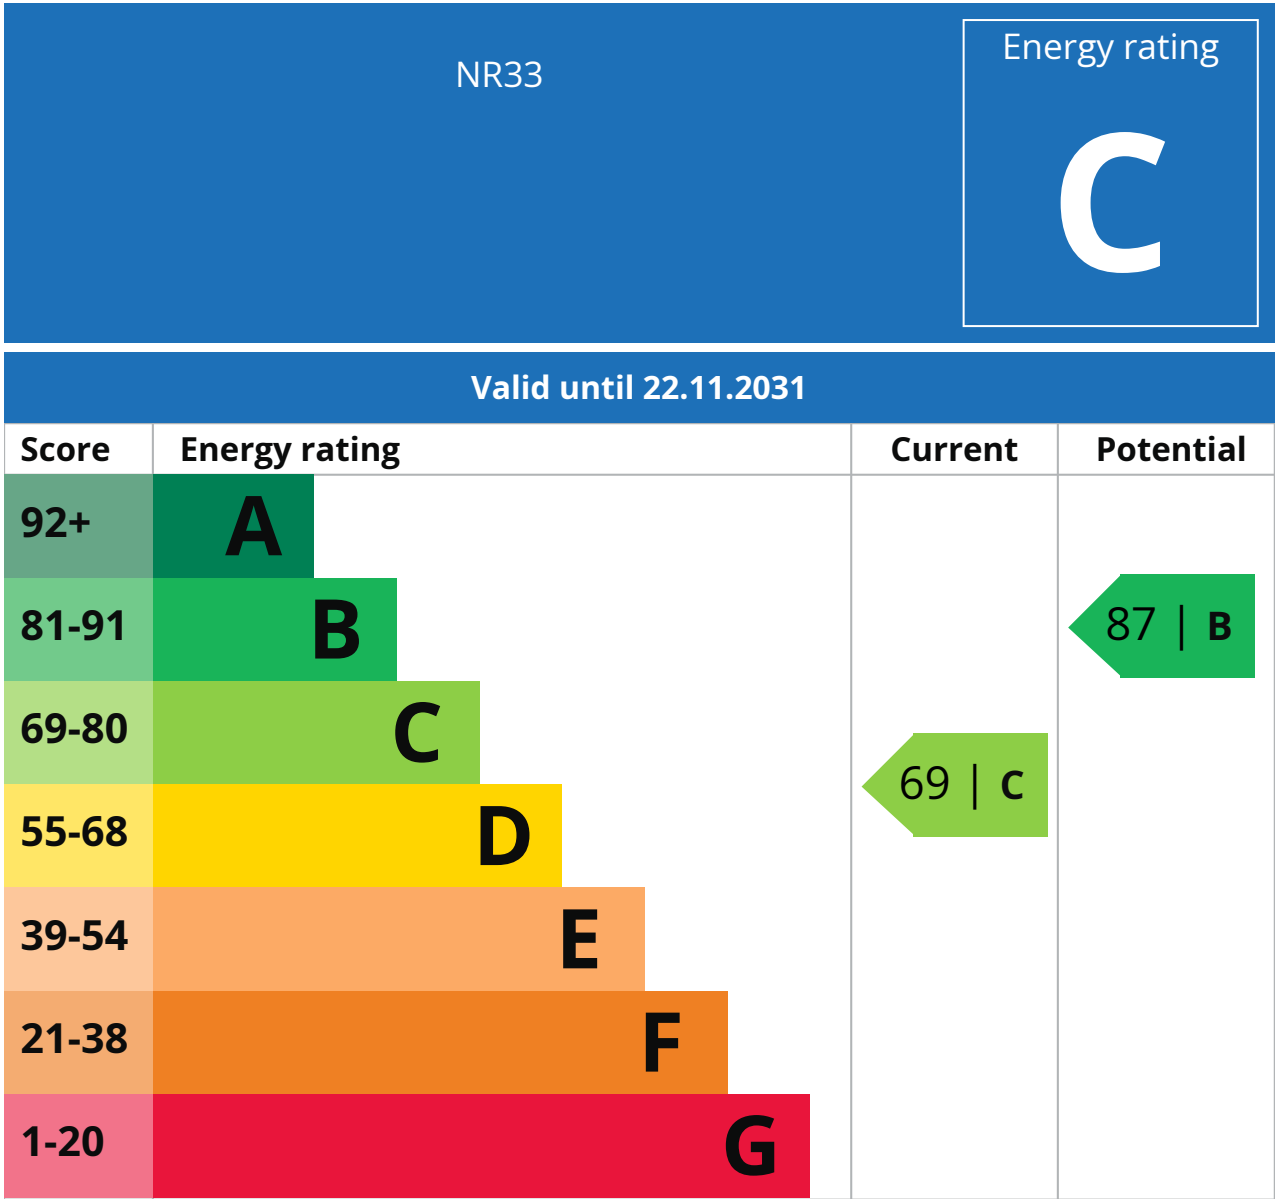 NR33
Energy rating
C
Valid until 22.11.2031
Score Energy rating Current Potential
92+ A
81-91 B 87 | B
69-80 C 69 | C
55-68 D
39-54 E
21-38 F
1-20 G